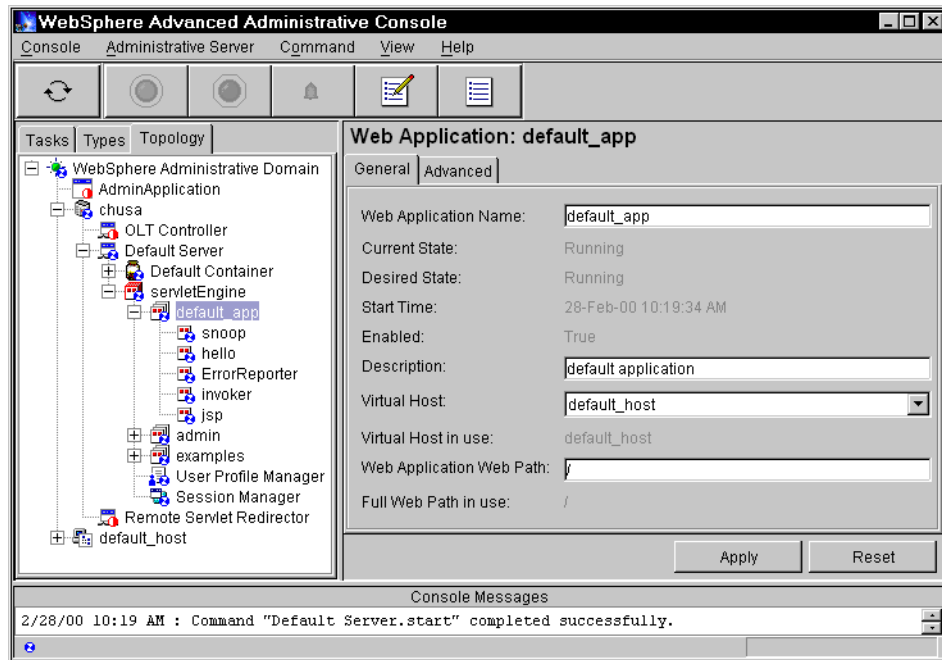 WebSphere Advanced Administrative Console
Console Administrative Server Command View Help
Tasks Types Topology
WebSphere Administrative Domain
AdminApplication
chusa
OLT Controller
Default Server
Default Container
servletEngine
default_app
snoop
hello
ErrorReporter
invoker
jsp
admin
examples
User Profile Manager
Session Manager
Remote Servlet Redirector
default_host
Web Application: default_app
General Advanced
Web Application Name: default_app
Current State: Running
Desired State: Running
Start Time: 28-Feb-00 10:19:34 AM
Enabled: True
Description: default application
Virtual Host: default_host
Virtual Host in use: default_host
Web Application Web Path: /
Full Web Path in use: /
Apply Reset
Console Messages
2/28/00 10:19 AM : Command "Default Server.start" completed successfully.